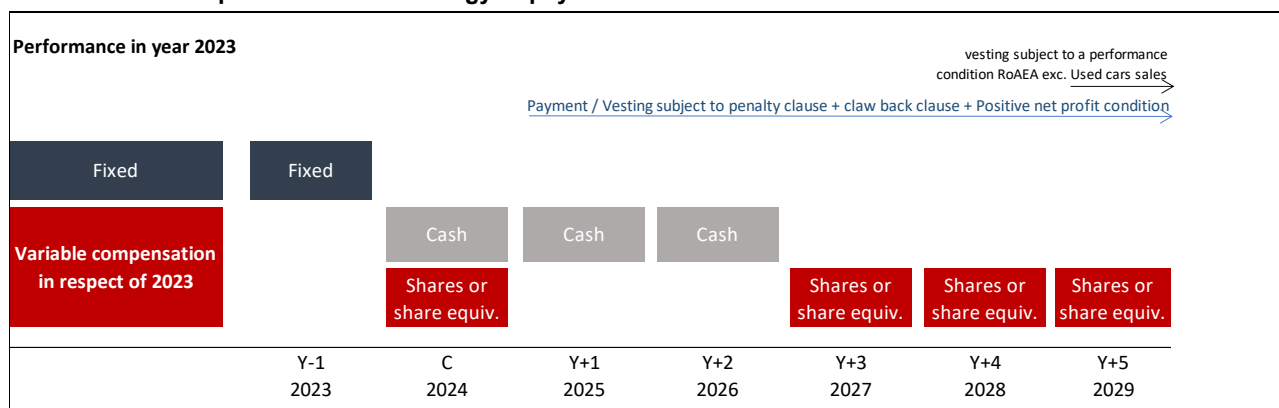 Performance in year 2023
vesting subject to a performance
condition RoAEA exc. Used cars sales
Payment / Vesting subject to penalty clause + claw back clause + Positive net profit condition
Fixed Fixed
Variable compensation
in respect of 2023
Cash Cash Cash
Shares or Shares or Shares or Shares or
share equiv. share equiv. share equiv. share equiv.
Y-1 C Y+1 Y+2 Y+3 Y+4 Y+5
2023 2024 2025 2026 2027 2028 2029